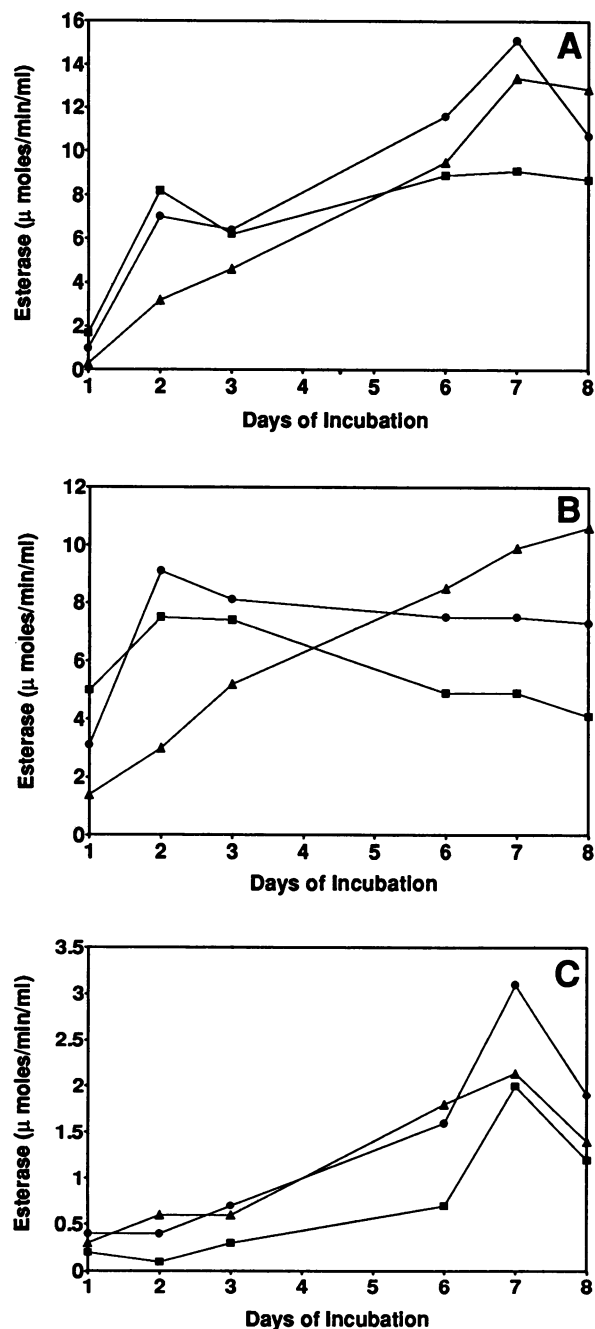 A
16
14
12
10
8
6
4
2
0
Esterase (μ moles/min/ml)
1 2 3 4 5 6 7 8
Days of Incubation
B
12
10
8
6
4
2
0
Esterase (μ moles/min/ml)
1 2 3 4 5 6 7 8
Days of Incubation
C
3.5
3
2.5
2
1.5
1
0.5
0
Esterase (μ moles/min/ml)
1 2 3 4 5 6 7 8
Days of Incubation